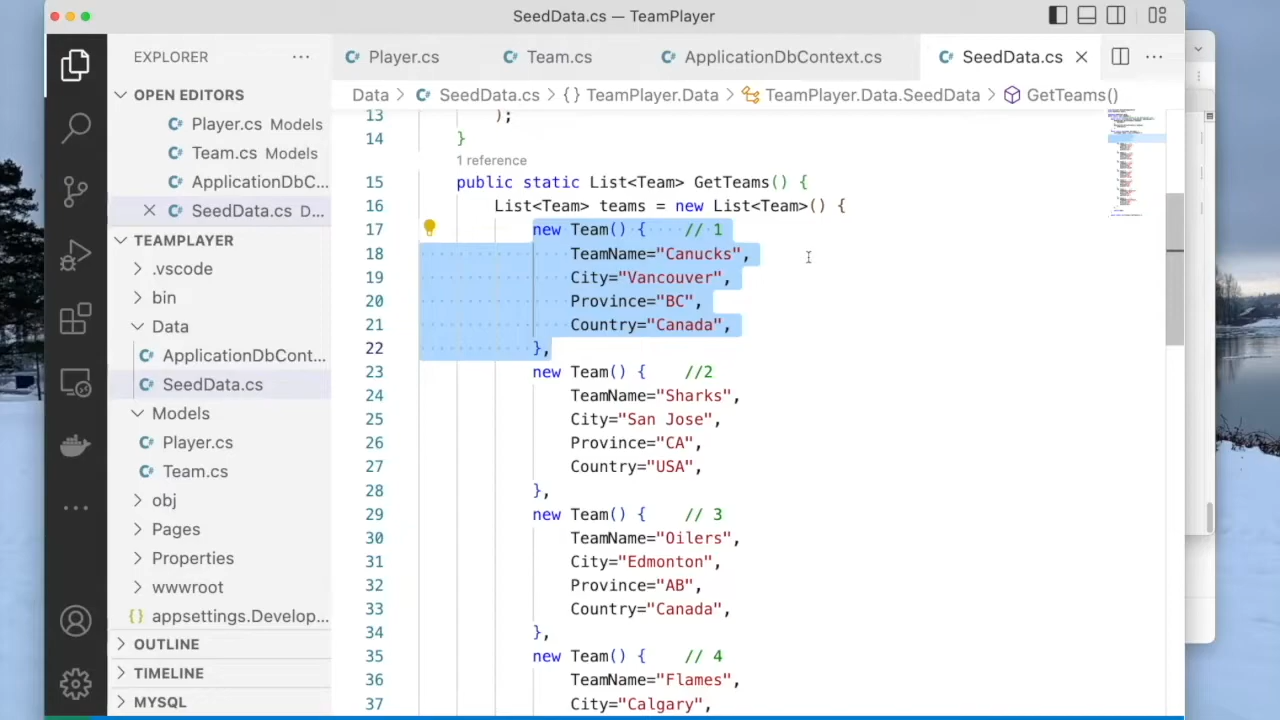 SeedData.cs — TeamPlayer
EXPLORER
Player.cs
Team.cs
ApplicationDbContext.cs
SeedData.cs
OPEN EDITORS
Player.cs Models
Team.cs Models
ApplicationDbC...
SeedData.cs D...
TEAMPLAYER
.vscode
bin
Data
ApplicationDbCont...
SeedData.cs
Models
Player.cs
Team.cs
obj
Pages
Properties
wwwroot
{} appsettings.Develop...
OUTLINE
TIMELINE
MYSQL
Data > SeedData.cs > {} TeamPlayer.Data > TeamPlayer.Data.SeedData > GetTeams()
13 );
14 }
1 reference
15 public static List<Team> GetTeams() {
16 List<Team> teams = new List<Team>() {
17 new Team() { // 1
18 TeamName="Canucks",
19 City="Vancouver",
20 Province="BC",
21 Country="Canada",
22 },
23 new Team() { //2
24 TeamName="Sharks",
25 City="San Jose",
26 Province="CA",
27 Country="USA",
28 },
29 new Team() { // 3
30 TeamName="Oilers",
31 City="Edmonton",
32 Province="AB",
33 Country="Canada",
34 },
35 new Team() { // 4
36 TeamName="Flames",
37 City="Calgary",